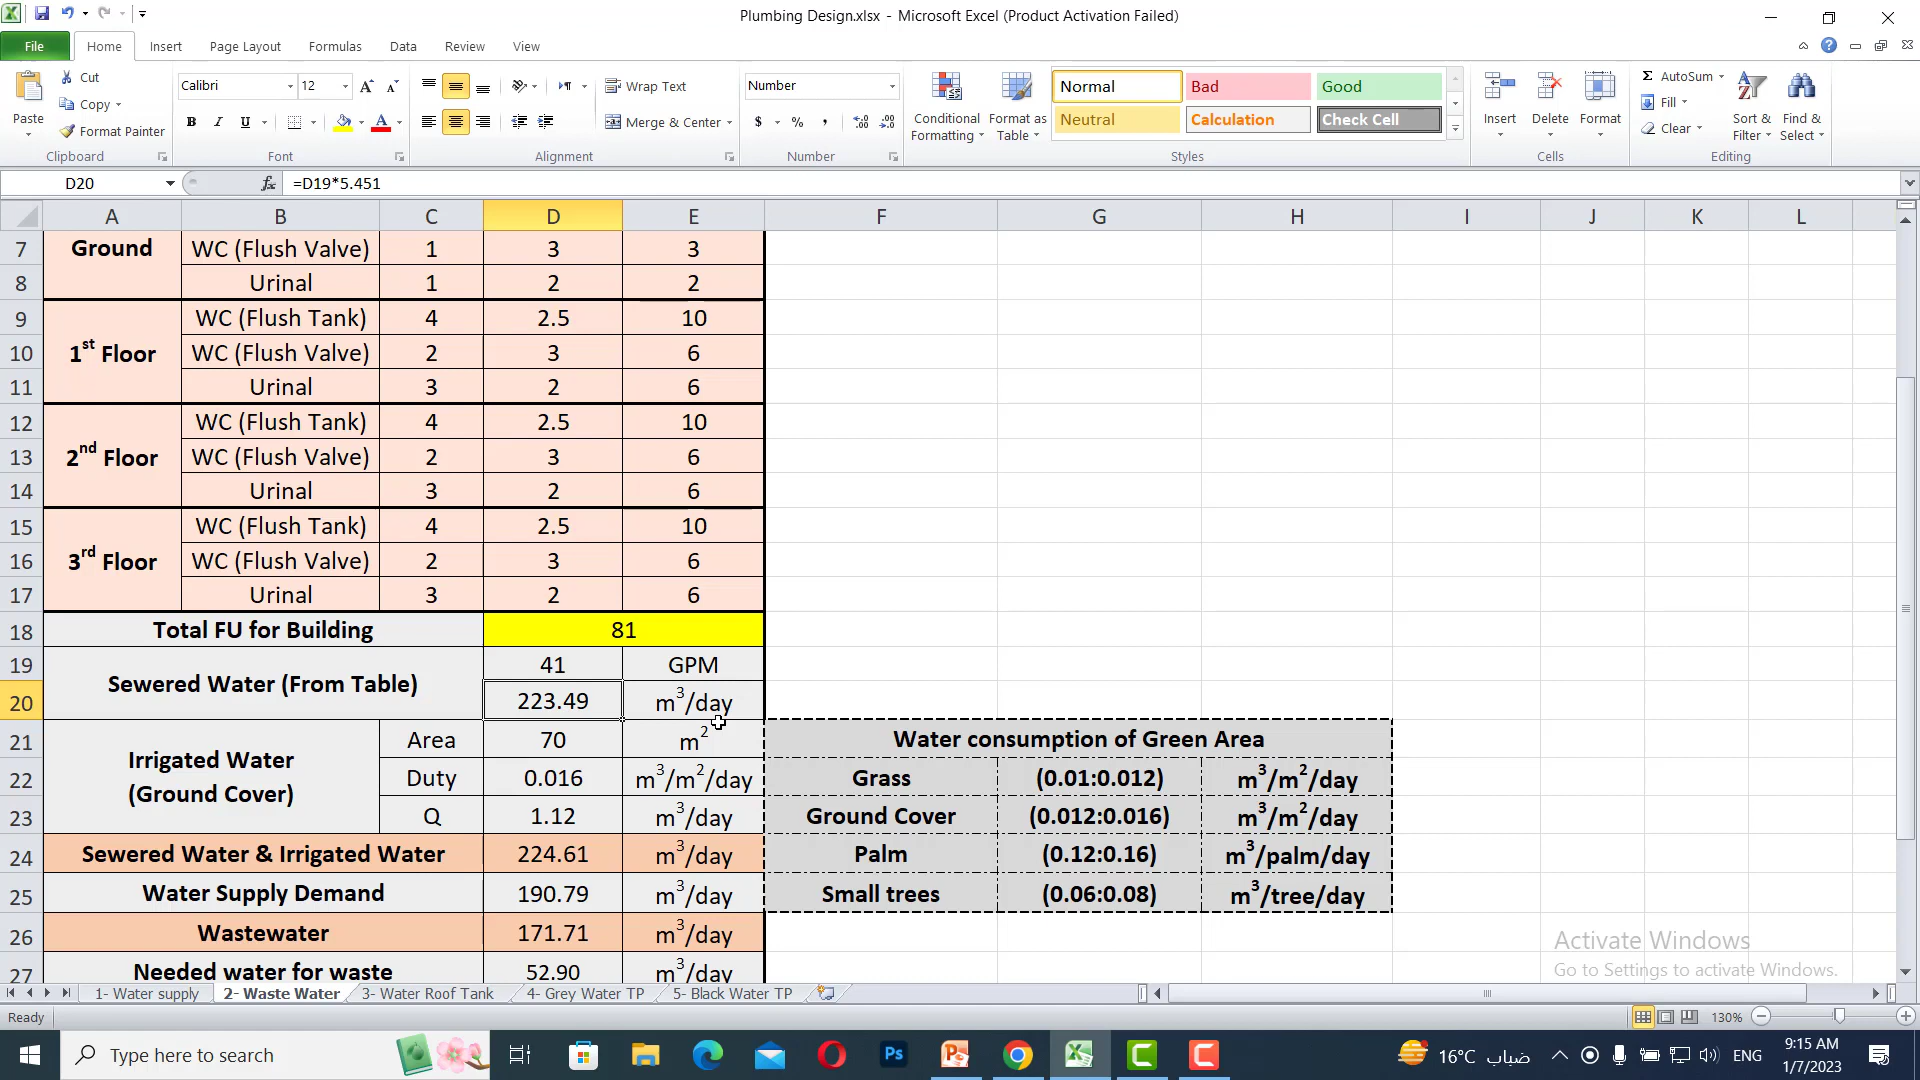 Plumbing Design.xlsx - Microsoft Excel (Product Activation Failed)
File Home Insert Page Layout Formulas Data Review View
Paste Cut Copy Format Painter
Calibri 12 Wrap Text Merge & Center
Number Conditional Formatting Format as Table
Normal Bad Good
Neutral Calculation Check Cell
Insert Delete Format AutoSum Fill Clear Sort & Filter Find & Select
Clipboard Font Alignment Number Styles Cells Editing
D20 fx =D19*5.451
A B C D E F G H I J K L
7 Ground WC (Flush Valve) 1 3 3
8 Urinal 1 2 2
9 WC (Flush Tank) 4 2.5 10
10 1st Floor WC (Flush Valve) 2 3 6
11 Urinal 3 2 6
12 WC (Flush Tank) 4 2.5 10
13 2nd Floor WC (Flush Valve) 2 3 6
14 Urinal 3 2 6
15 WC (Flush Tank) 4 2.5 10
16 3rd Floor WC (Flush Valve) 2 3 6
17 Urinal 3 2 6
18 Total FU for Building 81
19 Sewered Water (From Table) 41 GPM
20 223.49 m3/day
21 Irrigated Water Area 70 m2 Water consumption of Green Area
22 (Ground Cover) Duty 0.016 m3/m2/day Grass (0.01:0.012) m3/m2/day
23 Q 1.12 m3/day Ground Cover (0.012:0.016) m3/m2/day
24 Sewered Water & Irrigated Water 224.61 m3/day Palm (0.12:0.16) m3/palm/day
25 Water Supply Demand 190.79 m3/day Small trees (0.06:0.08) m3/tree/day
26 Wastewater 171.71 m3/day
27 Needed water for waste 52.90 m3/day
Activate Windows
Go to Settings to activate Windows.
1- Water supply 2- Waste Water 3- Water Roof Tank 4- Grey Water TP 5- Black Water TP
Ready 130%
Type here to search Ps 16°C ضباب ENG 9:15 AM
1/7/2023